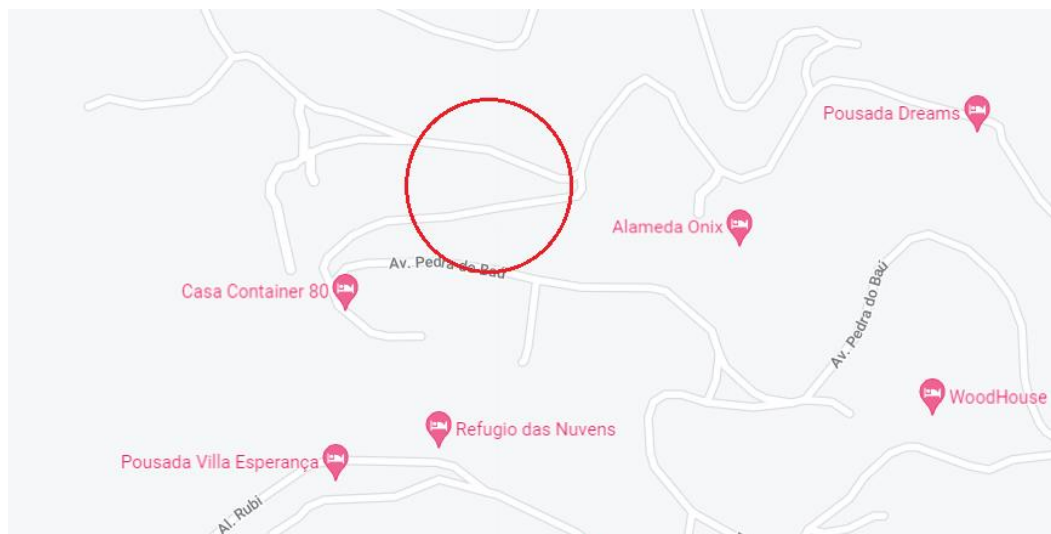 Pousada Dreams
Alameda Onix
Av. Pedra do Baú
Casa Container 80
Av. Pedra do Baú
WoodHouse
Refugio das Nuvens
Pousada Villa Esperança
Al. Rubi